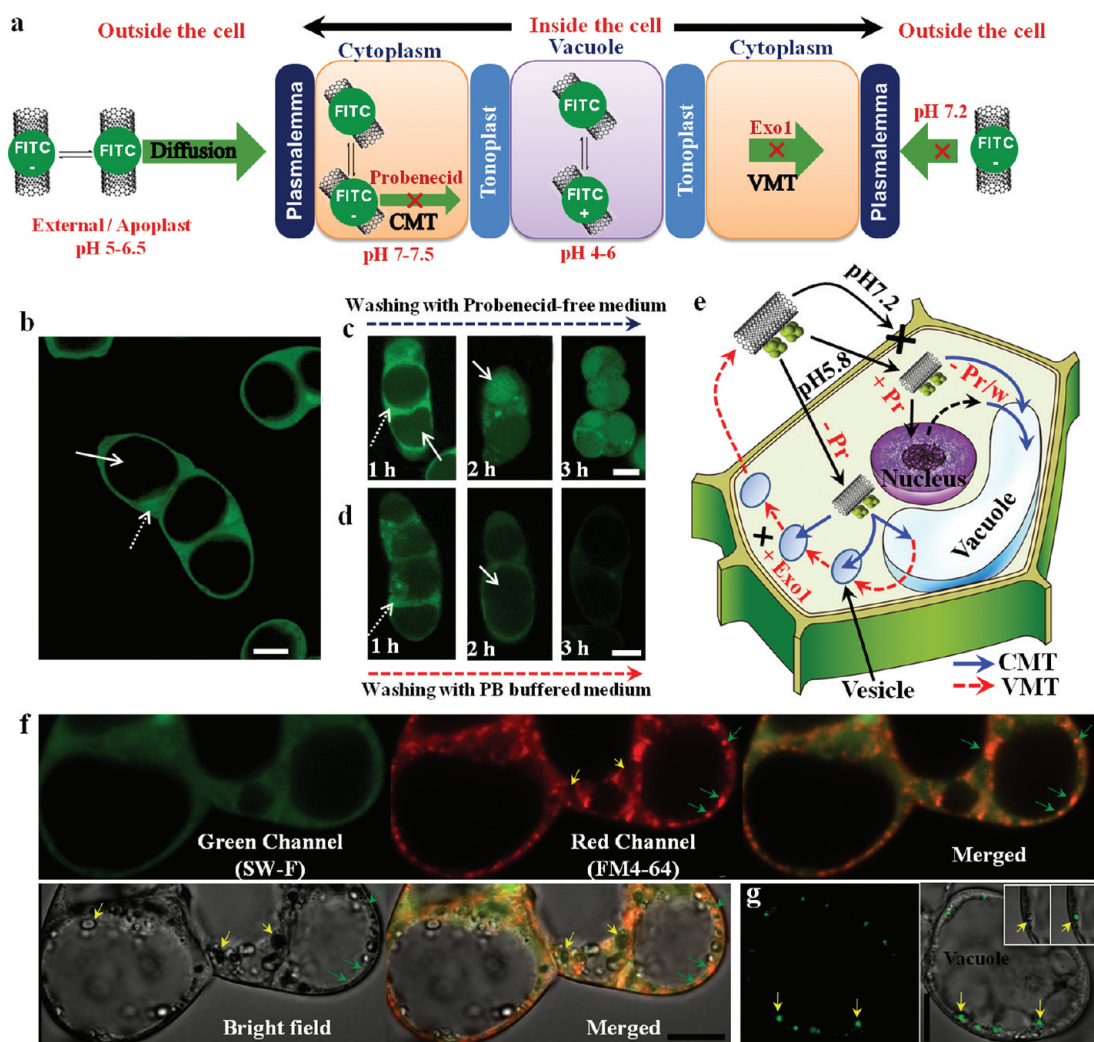 a
Outside the cell
Inside the cell
Outside the cell
Cytoplasm
Vacuole
Cytoplasm
Plasmalemma
Tonoplast
Tonoplast
Plasmalemma
FITC
-
FITC
Diffusion
External / Apoplast
pH 5-6.5
FITC
FITC
-
Probenecid
CMT
pH 7-7.5
FITC
FITC
+
pH 4-6
Exo1
VMT
pH 7.2
FITC
-
b
Washing with Probenecid-free medium
c
1 h
2 h
3 h
d
1 h
2 h
3 h
Washing with PB buffered medium
e
pH7.2
pH5.8
+ Pr
- Pr/w
- Pr
Nucleus
Vacuole
+ Exo1
Vesicle
CMT
VMT
f
Green Channel
(SW-F)
Red Channel
(FM4-64)
Merged
Bright field
Merged
g
Vacuole